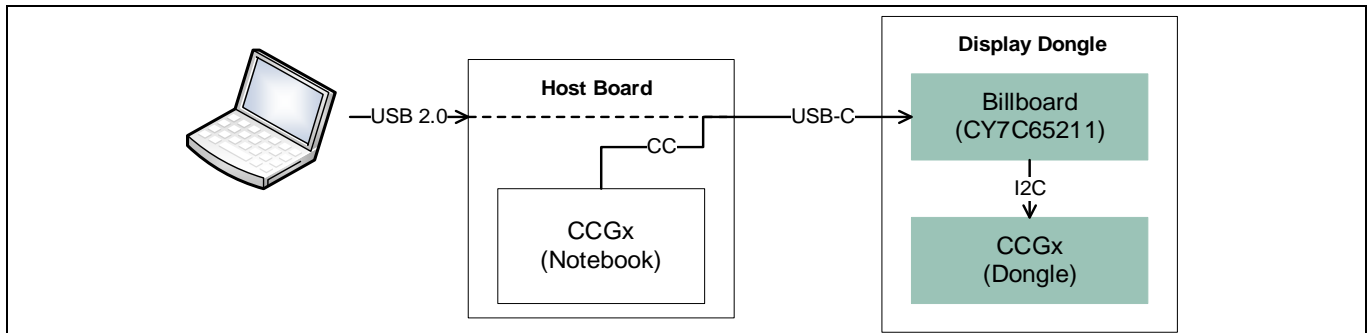 Display Dongle
Host Board
Billboard
(CY7C65211)
USB 2.0
USB-C
CC
I2C
CCGx
(Notebook)
CCGx
(Dongle)